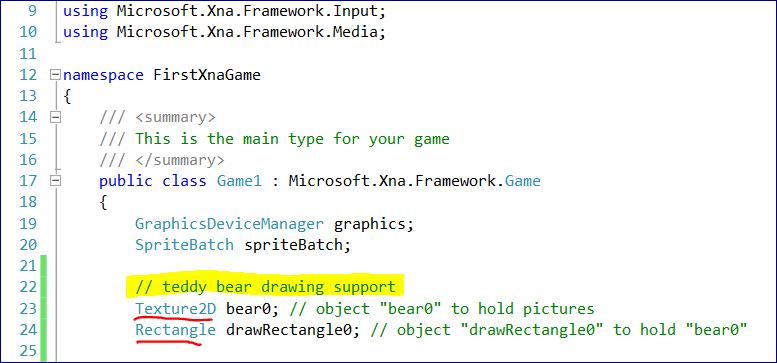 9 using Microsoft.Xna.Framework.Input;
10 using Microsoft.Xna.Framework.Media;
11
12 namespace FirstXnaGame
13 {
14 /// <summary>
15 /// This is the main type for your game
16 /// </summary>
17 public class Game1 : Microsoft.Xna.Framework.Game
18 {
19 GraphicsDeviceManager graphics;
20 SpriteBatch spriteBatch;
21
22 // teddy bear drawing support
23 Texture2D bear0; // object "bear0" to hold pictures
24 Rectangle drawRectangle0; // object "drawRectangle0" to hold "bear0"
25